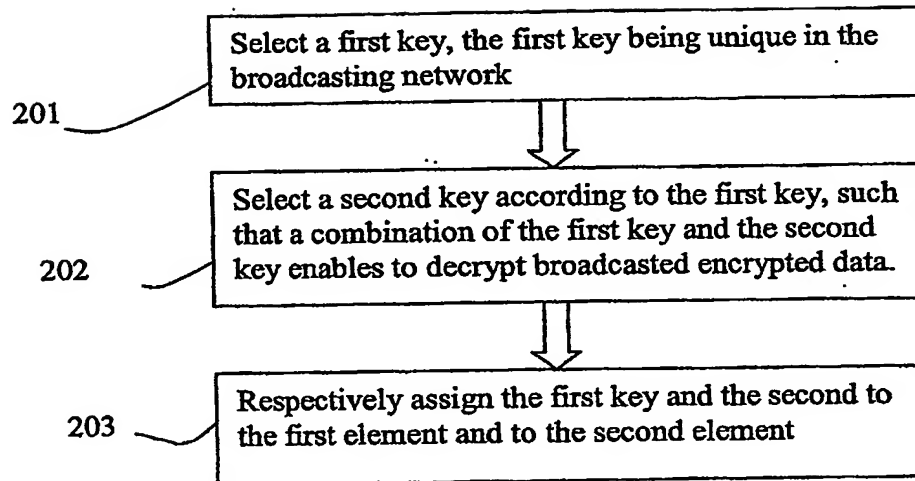 Select a first key, the first key being unique in the
broadcasting network
201
Select a second key according to the first key, such
that a combination of the first key and the second
key enables to decrypt broadcasted encrypted data.
202
Respectively assign the first key and the second to
the first element and to the second element
203